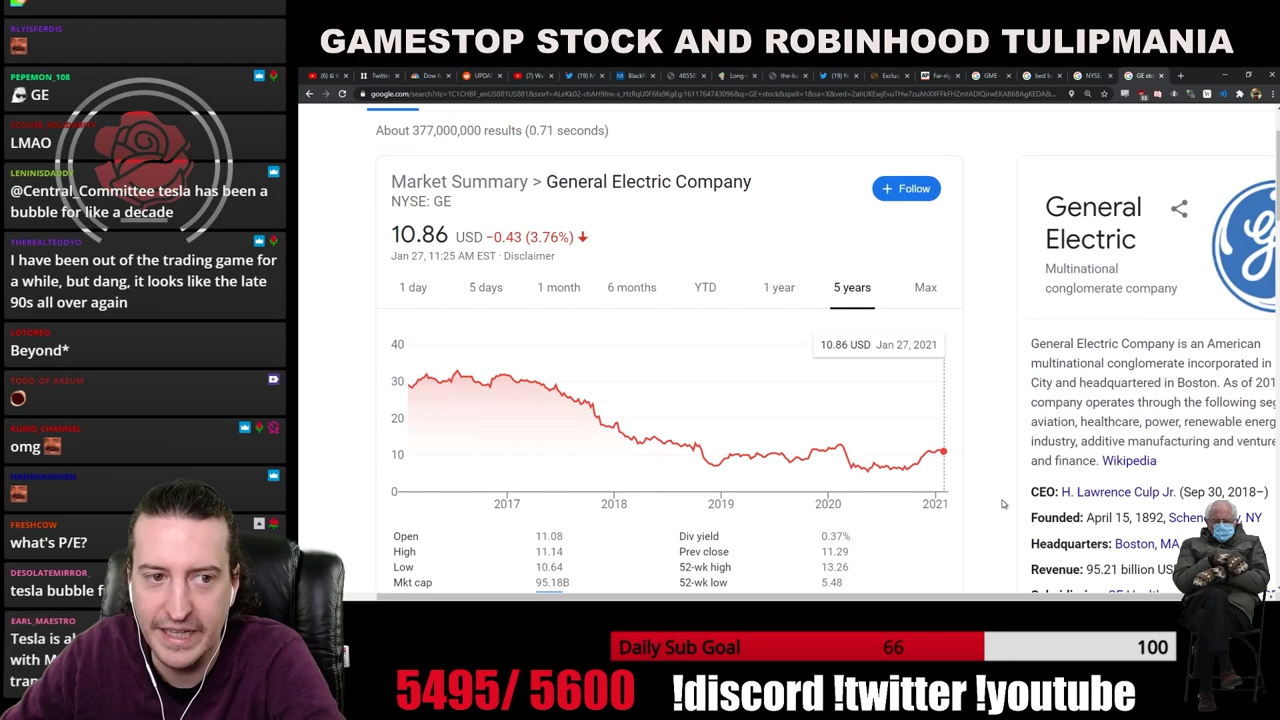 GAMESTOP STOCK AND ROBINHOOD TULIPMANIA
RLYISFERDIS
PEPEMON_108
GE
LMAO
LENINISDADDY
@Central_Committee tesla has been a
bubble for like a decade
THEREALTEDDYO
I have been out of the trading game for
a while, but dang, it looks like the late
90s all over again
LOTOREO
Beyond*
TODO_OF_AKSUM
KUMO_CHANNEL
omg
FRESHCOW
what's P/E?
DESOLATEMIRROR_
tesla bubble f
EARL_MAESTRO
Tesla is al
with M
tran
About 377,000,000 results (0.71 seconds)
Market Summary > General Electric Company
NYSE: GE
Follow
10.86 USD −0.43 (3.76%)
Jan 27, 11:25 AM EST · Disclaimer
1 day 5 days 1 month 6 months YTD 1 year 5 years Max
10.86 USD Jan 27, 2021
40
30
20
10
0
2017 2018 2019 2020 2021
Open 11.08 Div yield 0.37%
High 11.14 Prev close 11.29
Low 10.64 52-wk high 13.26
Mkt cap 95.18B 52-wk low 5.48
General
Electric
Multinational
conglomerate company
General Electric Company is an American
multinational conglomerate incorporated in
City and headquartered in Boston. As of 201
company operates through the following seg
aviation, healthcare, power, renewable energ
industry, additive manufacturing and venture
and finance. Wikipedia
CEO: H. Lawrence Culp Jr. (Sep 30, 2018–)
Founded: April 15, 1892, Schen y, NY
Headquarters: Boston, MA
Revenue: 95.21 billion US
Daily Sub Goal 66 100
5495/ 5600 !discord !twitter !youtube